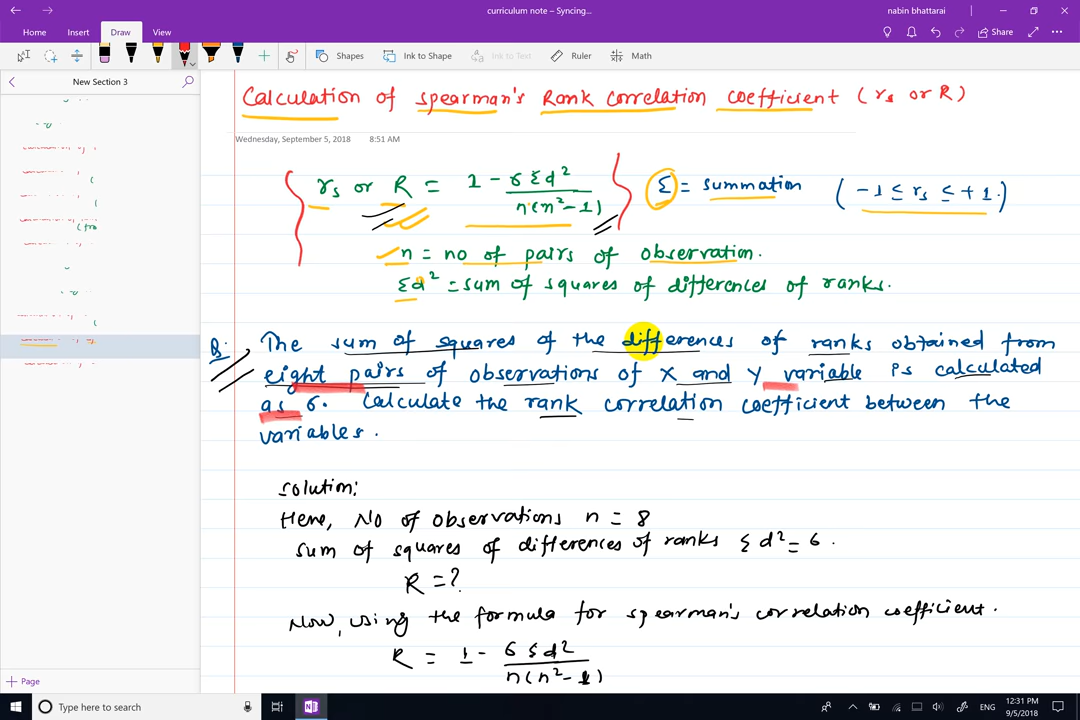 curriculum note – Syncing...
nabin bhattarai
Home Insert Draw View
Share
Shapes Ink to Shape Ink to Text Ruler Math
New Section 3
Calculation of spearman's Rank correlation coefficient (rs or R)
Wednesday, September 5, 2018 8:51 AM
rs or R = 1 - 6Σd² / n(n²-1) Σ = summation (-1 ≤ rs ≤ +1)
n = no of pairs of observation.
Σd² = sum of squares of differences of ranks.
Q. The sum of squares of the differences of ranks obtained from
eight pairs of observations of X and Y variable is calculated
as 6. Calculate the rank correlation coefficient between the
variables.
solution:
Here, No of observations n = 8
sum of squares of differences of ranks Σd² = 6.
R = ?
Now, using the formula for spearman's correlation coefficient.
R = 1 - 6Σd² / n(n²-1)
Page
Type here to search
ENG
12:31 PM
9/5/2018